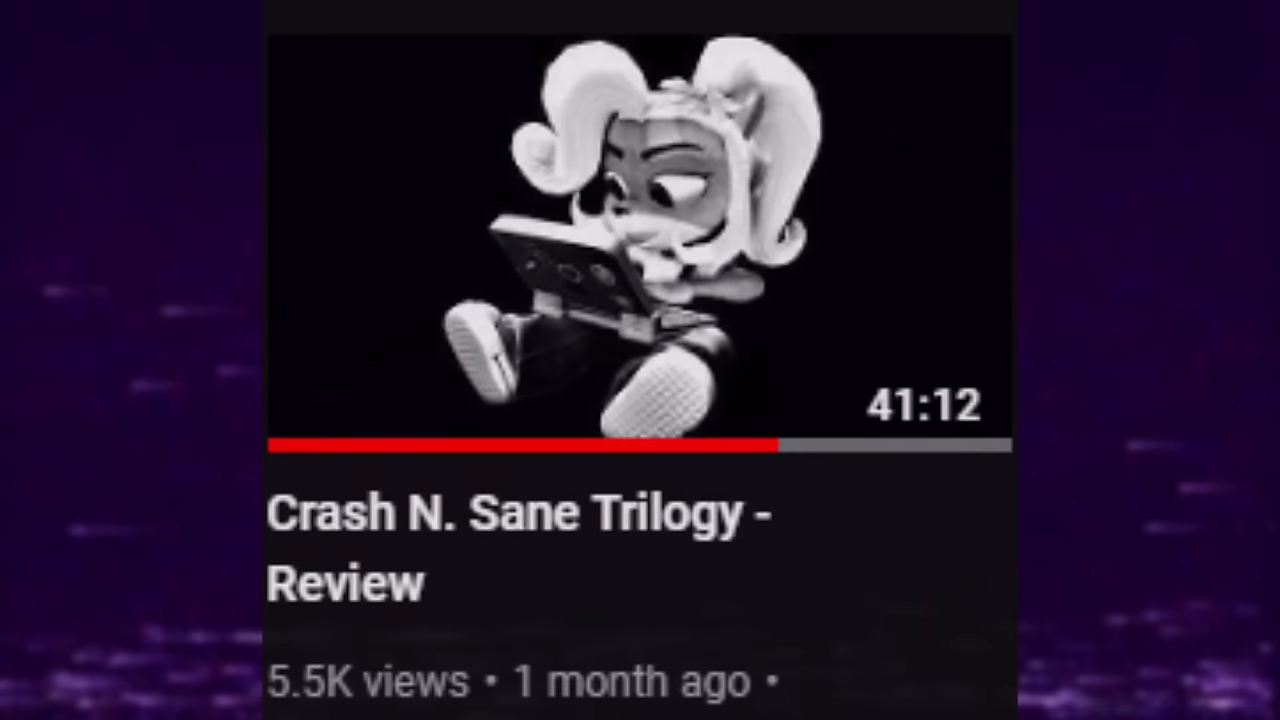 41:12
Crash N. Sane Trilogy -
Review
5.5K views • 1 month ago •